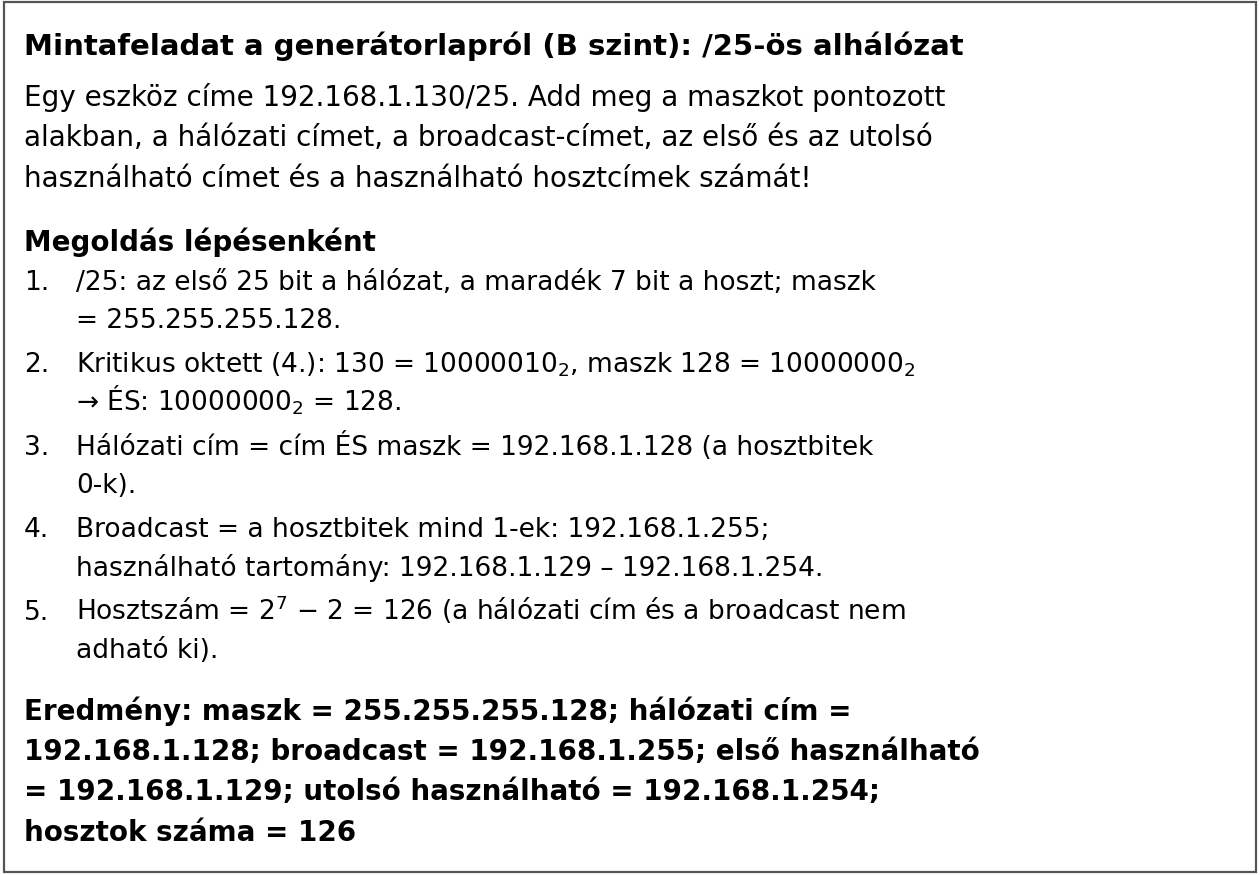 Mintafeladat a generátorlapról (B szint): /25-ös alhálózat
Egy eszköz címe 192.168.1.130/25. Add meg a maszkot pontozott
alakban, a hálózati címet, a broadcast-címet, az első és az utolsó
használható címet és a használható hosztcímek számát!
Megoldás lépésenként
1. /25: az első 25 bit a hálózat, a maradék 7 bit a hoszt; maszk
= 255.255.255.128.
2. Kritikus oktett (4.): 130 = 10000010₂, maszk 128 = 10000000₂
→ ÉS: 10000000₂ = 128.
3. Hálózati cím = cím ÉS maszk = 192.168.1.128 (a hosztbitek
0-k).
4. Broadcast = a hosztbitek mind 1-ek: 192.168.1.255;
használható tartomány: 192.168.1.129 – 192.168.1.254.
5. Hosztszám = 2⁷ − 2 = 126 (a hálózati cím és a broadcast nem
adható ki).
Eredmény: maszk = 255.255.255.128; hálózati cím =
192.168.1.128; broadcast = 192.168.1.255; első használható
= 192.168.1.129; utolsó használható = 192.168.1.254;
hosztok száma = 126